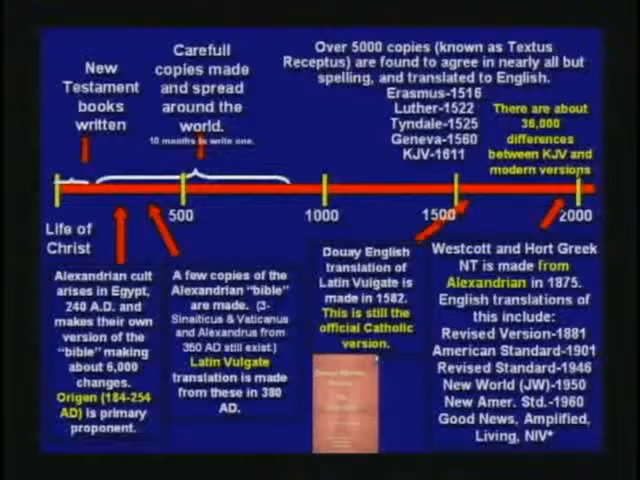 New
Testament
books
written
Carefull
copies made
and spread
around the
world.
10 months to write one.
Over 5000 copies (known as Textus
Receptus) are found to agree in nearly all but
spelling, and translated to English.
Erasmus-1516
Luther-1522
Tyndale-1525
Geneva-1560
KJV-1611
There are about
36,000
differences
between KJV and
modern versions
500
1000
1500
2000
Life of
Christ
Alexandrian cult
arises in Egypt,
240 A.D. and
makes their own
version of the
"bible" making
about 6,000
changes.
Origen (184-254
AD) is primary
proponent.
A few copies of the
Alexandrian "bible"
are made. (3-
Sinaiticus & Vaticanus
and Alexandrus from
350 AD still exist.)
Latin Vulgate
translation is made
from these in 380
AD.
Douay English
translation of
Latin Vulgate is
made in 1582.
This is still the
official Catholic
version.
Westcott and Hort Greek
NT is made from
Alexandrian in 1875.
English translations of
this include:
Revised Version-1881
American Standard-1901
Revised Standard-1946
New World (JW)-1950
New Amer. Std.-1960
Good News, Amplified,
Living, NIV*